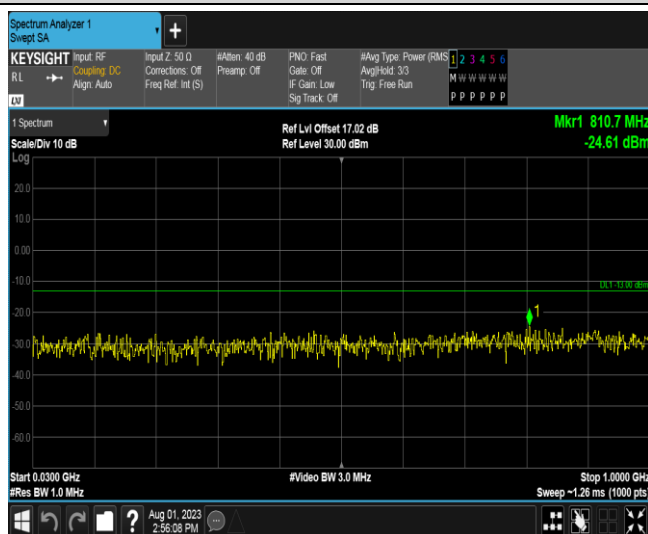 Spectrum Analyzer 1
Swept SA
+
KEYSIGHT
RL
LXI
Input: RF
Coupling: DC
Align: Auto
Input Z: 50 Ω
Corrections: Off
Freq Ref: Int (S)
#Atten: 40 dB
Preamp: Off
PNO: Fast
Gate: Off
IF Gain: Low
Sig Track: Off
#Avg Type: Power (RMS
Avg|Hold: 3/3
Trig: Free Run
1 2 3 4 5 6
M W W W W W
P P P P P P
1 Spectrum
Scale/Div 10 dB
Log
Ref Lvl Offset 17.02 dB
Ref Level 30.00 dBm
Mkr1 810.7 MHz
-24.61 dBm
20.0
10.0
0.00
-10.0
-20.0
-30.0
-40.0
-50.0
-60.0
DL1 -13.00 dBm
1
Start 0.0300 GHz
#Res BW 1.0 MHz
#Video BW 3.0 MHz
Stop 1.0000 GHz
Sweep ~1.26 ms (1000 pts)
?
Aug 01, 2023
2:56:08 PM